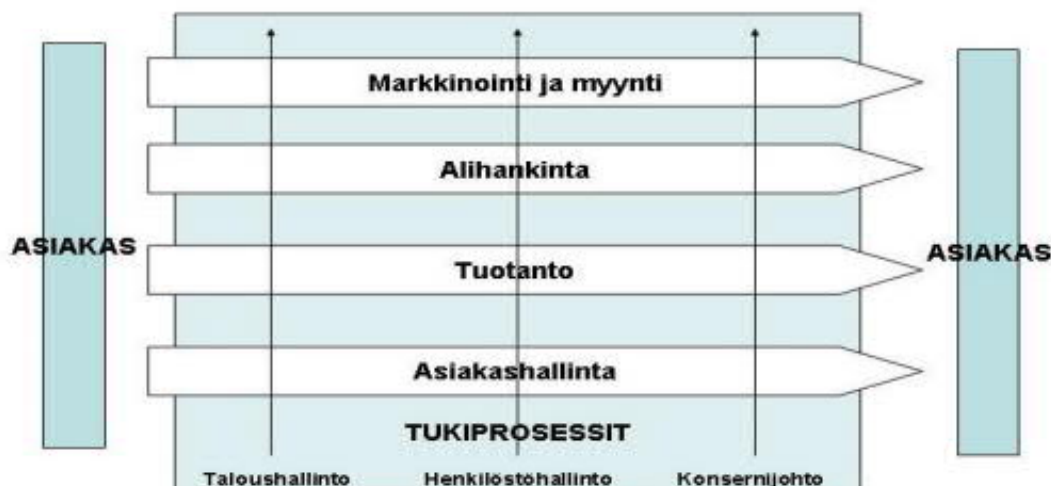 Markkinointi ja myynti
Alihankinta
ASIAKAS
ASIAKAS
Tuotanto
Asiakashallinta
TUKIPROSESSIT
Taloushallinto
Henkilöstöhallinto
Konsernijohto